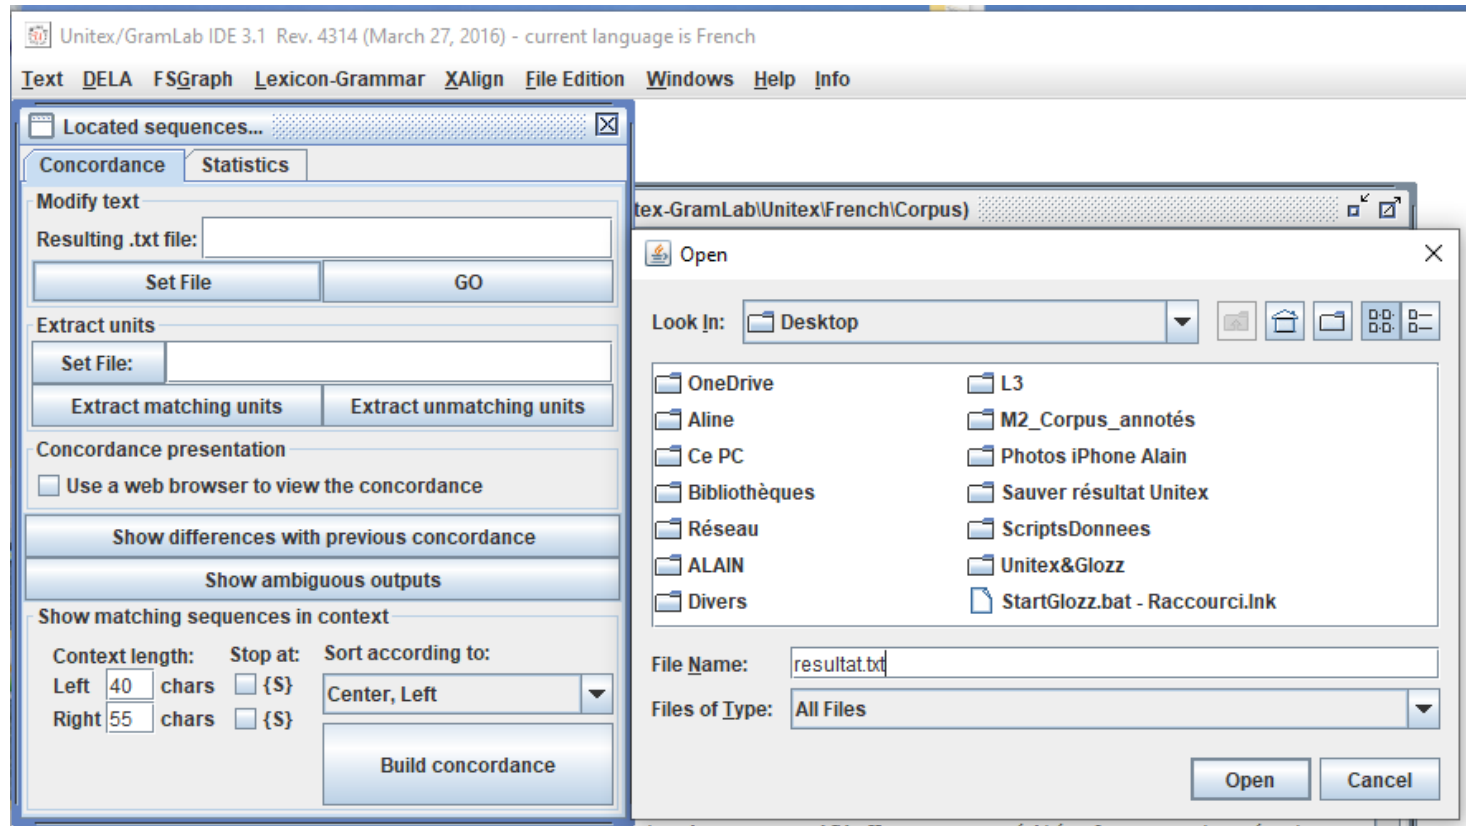 Unitex/GramLab IDE 3.1 Rev. 4314 (March 27, 2016) - current language is French
Text DELA FSGraph Lexicon-Grammar XAlign File Edition Windows Help Info
Located sequences...
Concordance Statistics
Modify text
Resulting .txt file:
Set File GO
Extract units
Set File:
Extract matching units Extract unmatching units
Concordance presentation
Use a web browser to view the concordance
Show differences with previous concordance
Show ambiguous outputs
Show matching sequences in context
Context length: Stop at: Sort according to:
Left 40 chars {S} Center, Left
Right 55 chars {S}
Build concordance
tex-GramLab\Unitex\French\Corpus)
Open
Look In: Desktop
OneDrive L3
Aline M2_Corpus_annotés
Ce PC Photos iPhone Alain
Bibliothèques Sauver résultat Unitex
Réseau ScriptsDonnees
ALAIN Unitex&Glozz
Divers StartGlozz.bat - Raccourci.lnk
File Name: resultat.txt
Files of Type: All Files
Open Cancel